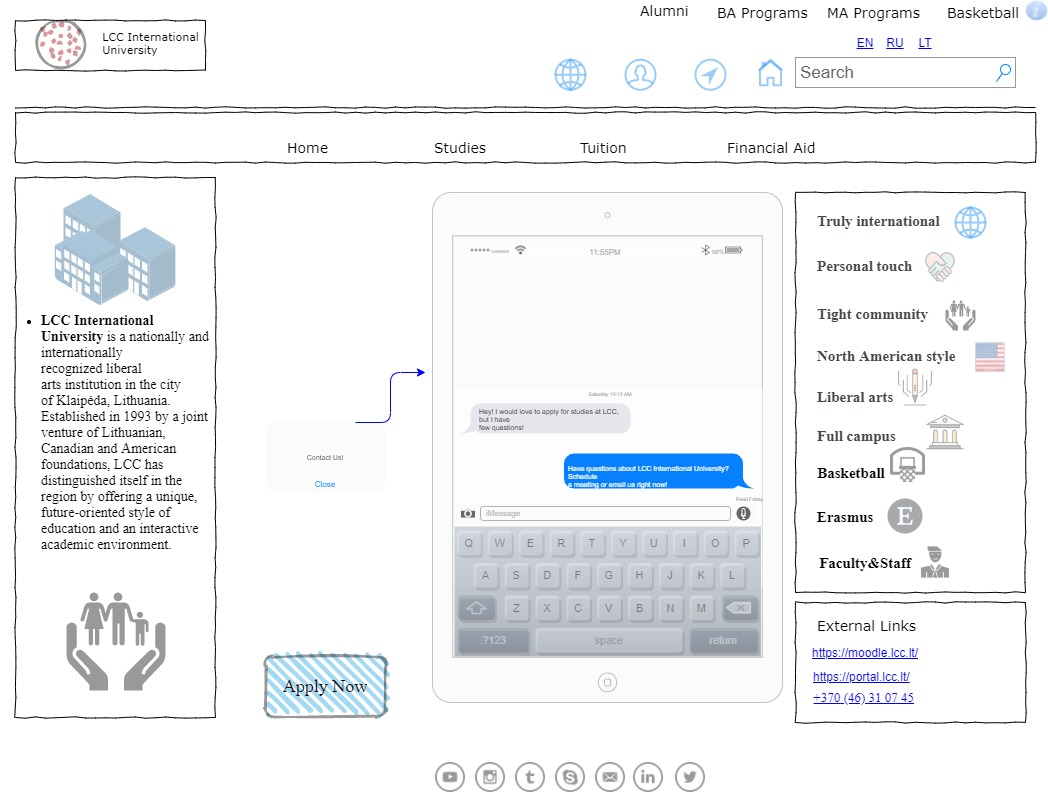 Alumni
BA Programs
MA Programs
Basketball
LCC International
University
EN RU LT
Search
Home
Studies
Tuition
Financial Aid
LCC International
University is a nationally and
internationally
recognized liberal
arts institution in the city
of Klaipėda, Lithuania.
Established in 1993 by a joint
venture of Lithuanian,
Canadian and American
foundations, LCC has
distinguished itself in the
region by offering a unique,
future-oriented style of
education and an interactive
academic environment.
Contact Us!
Close
Apply Now
CARRIER
11:55PM
98%
Saturday 10:12 AM
Hey! I would love to apply for studies at LCC,
but I have
few questions!
Have questions about LCC International University?
Schedule
a meeting or email us right now!
Read Friday
iMessage
Q W E R T Y U I O P
A S D F G H J K L
Z X C V B N M
.?123 space return
Truly international
Personal touch
Tight community
North American style
Liberal arts
Full campus
Basketball
Erasmus E
Faculty&Staff
External Links
https://moodle.lcc.lt/
https://portal.lcc.lt/
+370 (46) 31 07 45